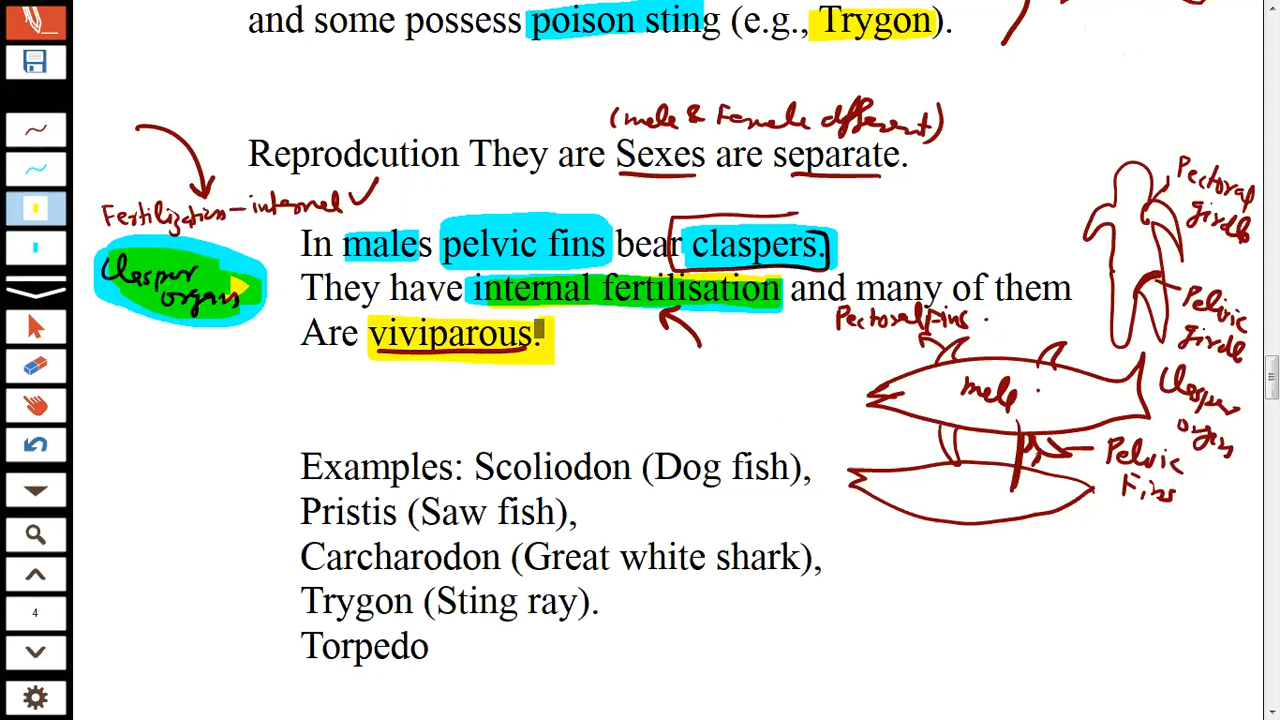 and some possess poison sting (e.g., Trygon).
(male & Female different)
Reprodcution They are Sexes are separate.
Fertilization - internal
Pectoral
girdle
In males pelvic fins bear claspers.
Clasper
organs
They have internal fertilisation and many of them
Pelvic
girdle
Pectoral Fins
Are viviparous.
male
Clasper
organ
Pelvic
Fins
Examples: Scoliodon (Dog fish),
Pristis (Saw fish),
Carcharodon (Great white shark),
Trygon (Sting ray).
4
Torpedo